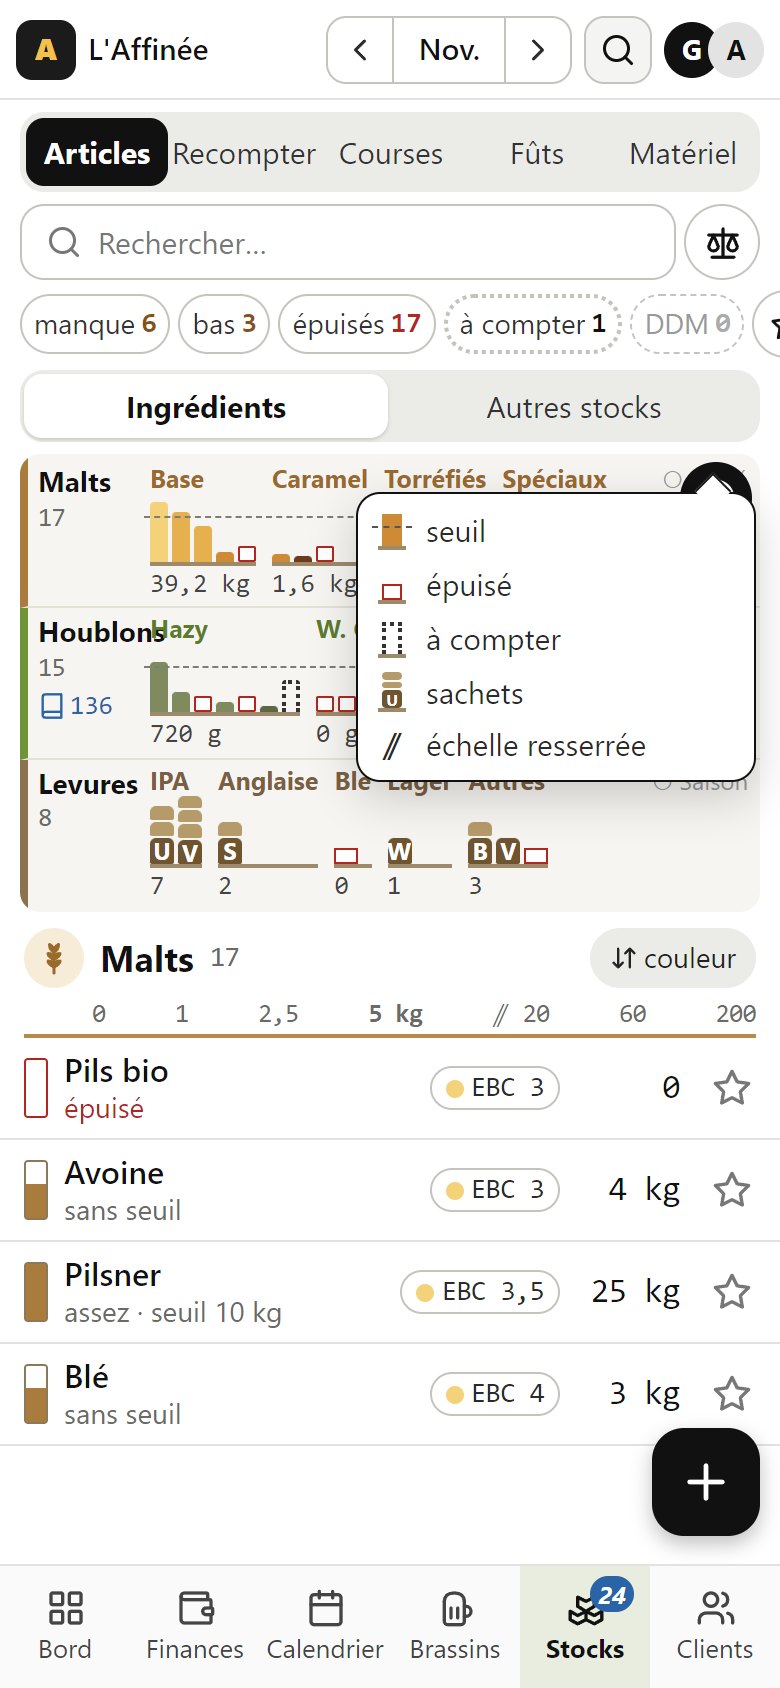 A L'Affinée Nov. G A
Articles Recompter Courses Fûts Matériel
Rechercher...
manque 6 bas 3 épuisés 17 à compter 1 DDM 0
Ingrédients Autres stocks
Malts Base Caramel Torréfiés Spéciaux
17
39,2 kg 1,6 kg
seuil
épuisé
à compter
sachets
U
// échelle resserrée
Houblons Hazy W.
15
136
720 g 0 g
Levures IPA Anglaise Blé Lager Autres Saison
8
U V S W B V
7 2 0 1 3
Malts 17 couleur
0 1 2,5 5 kg // 20 60 200
Pils bio EBC 3 0
épuisé
Avoine EBC 3 4 kg
sans seuil
Pilsner EBC 3,5 25 kg
assez · seuil 10 kg
Blé EBC 4 3 kg
sans seuil
24
Bord Finances Calendrier Brassins Stocks Clients